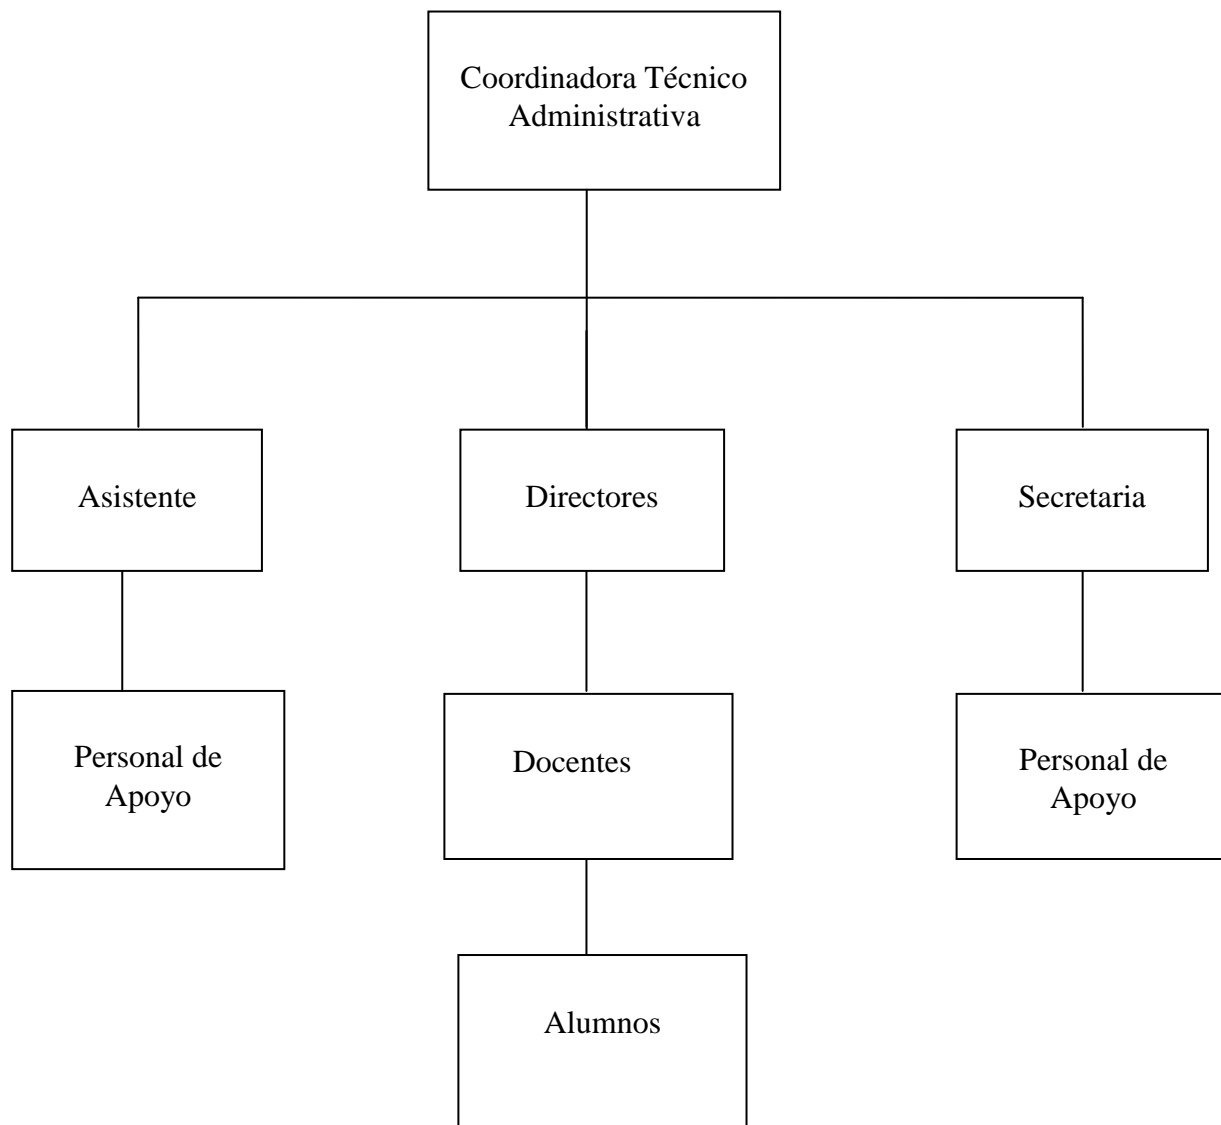 Coordinadora Técnico
Administrativa
Asistente
Directores
Secretaria
Personal de
Apoyo
Docentes
Personal de
Apoyo
Alumnos